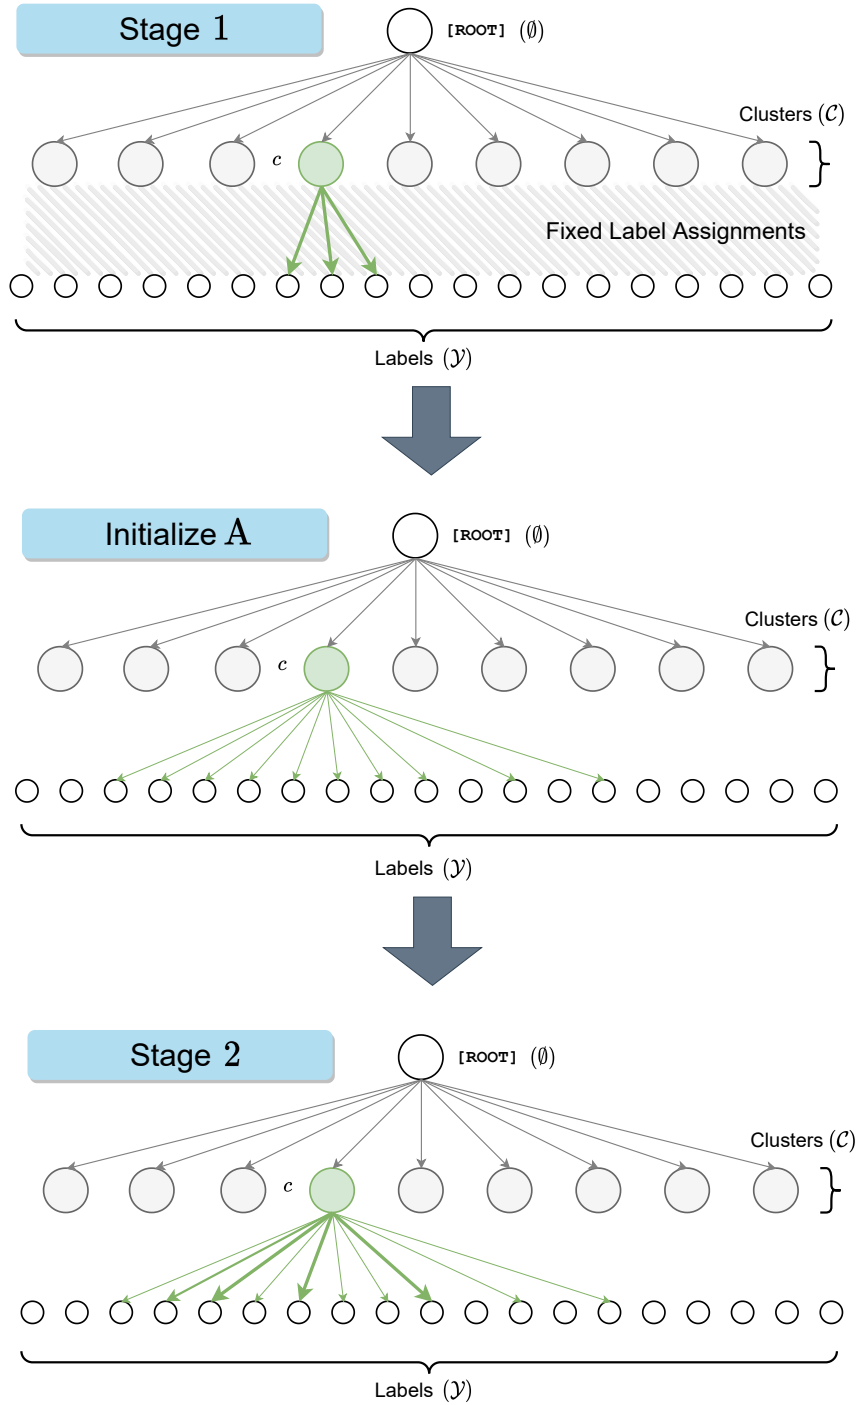 Stage 1
[ROOT] (∅)
Clusters (𝒞)
c
Fixed Label Assignments
Labels (𝒴)
Initialize A
[ROOT] (∅)
Clusters (𝒞)
c
Labels (𝒴)
Stage 2
[ROOT] (∅)
Clusters (𝒞)
c
Labels (𝒴)